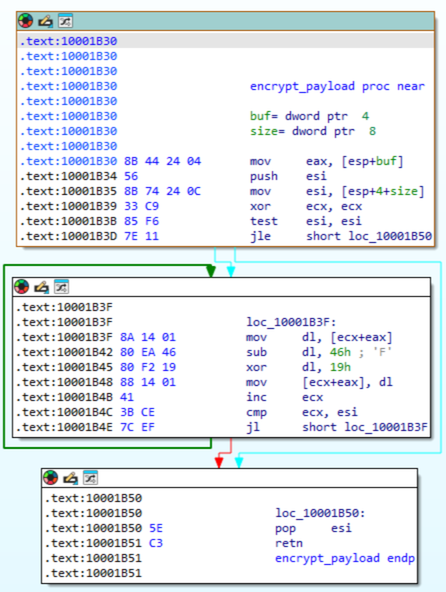 .text:10001B30
.text:10001B30
.text:10001B30
.text:10001B30 encrypt_payload proc near
.text:10001B30
.text:10001B30 buf= dword ptr 4
.text:10001B30 size= dword ptr 8
.text:10001B30
.text:10001B30 8B 44 24 04 mov eax, [esp+buf]
.text:10001B34 56 push esi
.text:10001B35 8B 74 24 0C mov esi, [esp+4+size]
.text:10001B39 33 C9 xor ecx, ecx
.text:10001B3B 85 F6 test esi, esi
.text:10001B3D 7E 11 jle short loc_10001B50
.text:10001B3F
.text:10001B3F loc_10001B3F:
.text:10001B3F 8A 14 01 mov dl, [ecx+eax]
.text:10001B42 80 EA 46 sub dl, 46h ; 'F'
.text:10001B45 80 F2 19 xor dl, 19h
.text:10001B48 88 14 01 mov [ecx+eax], dl
.text:10001B4B 41 inc ecx
.text:10001B4C 3B CE cmp ecx, esi
.text:10001B4E 7C EF jl short loc_10001B3F
.text:10001B50
.text:10001B50 loc_10001B50:
.text:10001B50 5E pop esi
.text:10001B51 C3 retn
.text:10001B51 encrypt_payload endp
.text:10001B51